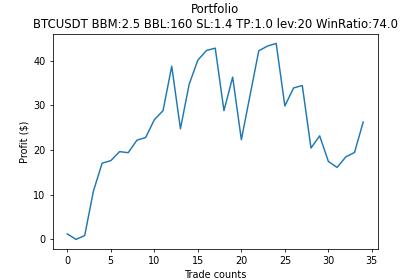 Portfolio
BTCUSDT BBM:2.5 BBL:160 SL:1.4 TP:1.0 lev:20 WinRatio:74.0
40
30
20
10
0
Profit ($)
0 5 10 15 20 25 30 35
Trade counts